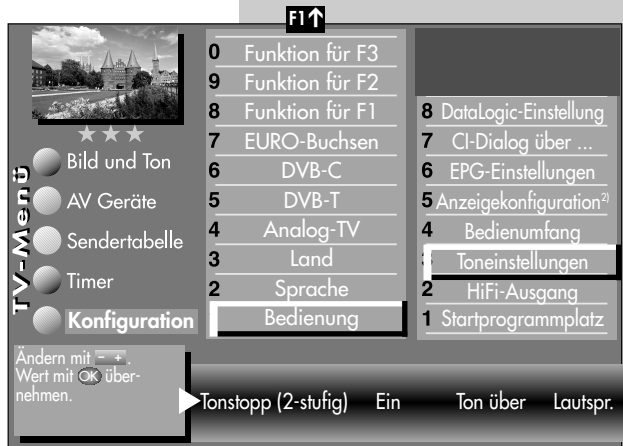 F1↑
TV-Menü
Bild und Ton
AV Geräte
Sendertabelle
Timer
Konfiguration
0 Funktion für F3
9 Funktion für F2
8 Funktion für F1
7 EURO-Buchsen
6 DVB-C
5 DVB-T
4 Analog-TV
3 Land
2 Sprache
Bedienung
8 DataLogic-Einstellung
7 CI-Dialog über ...
6 EPG-Einstellungen
5 Anzeigekonfiguration2)
4 Bedienumfang
3 Toneinstellungen
2 HiFi-Ausgang
1 Startprogrammplatz
Ändern mit - + .
Wert mit OK über-
nehmen.
Tonstopp (2-stufig) Ein Ton über Lautspr.